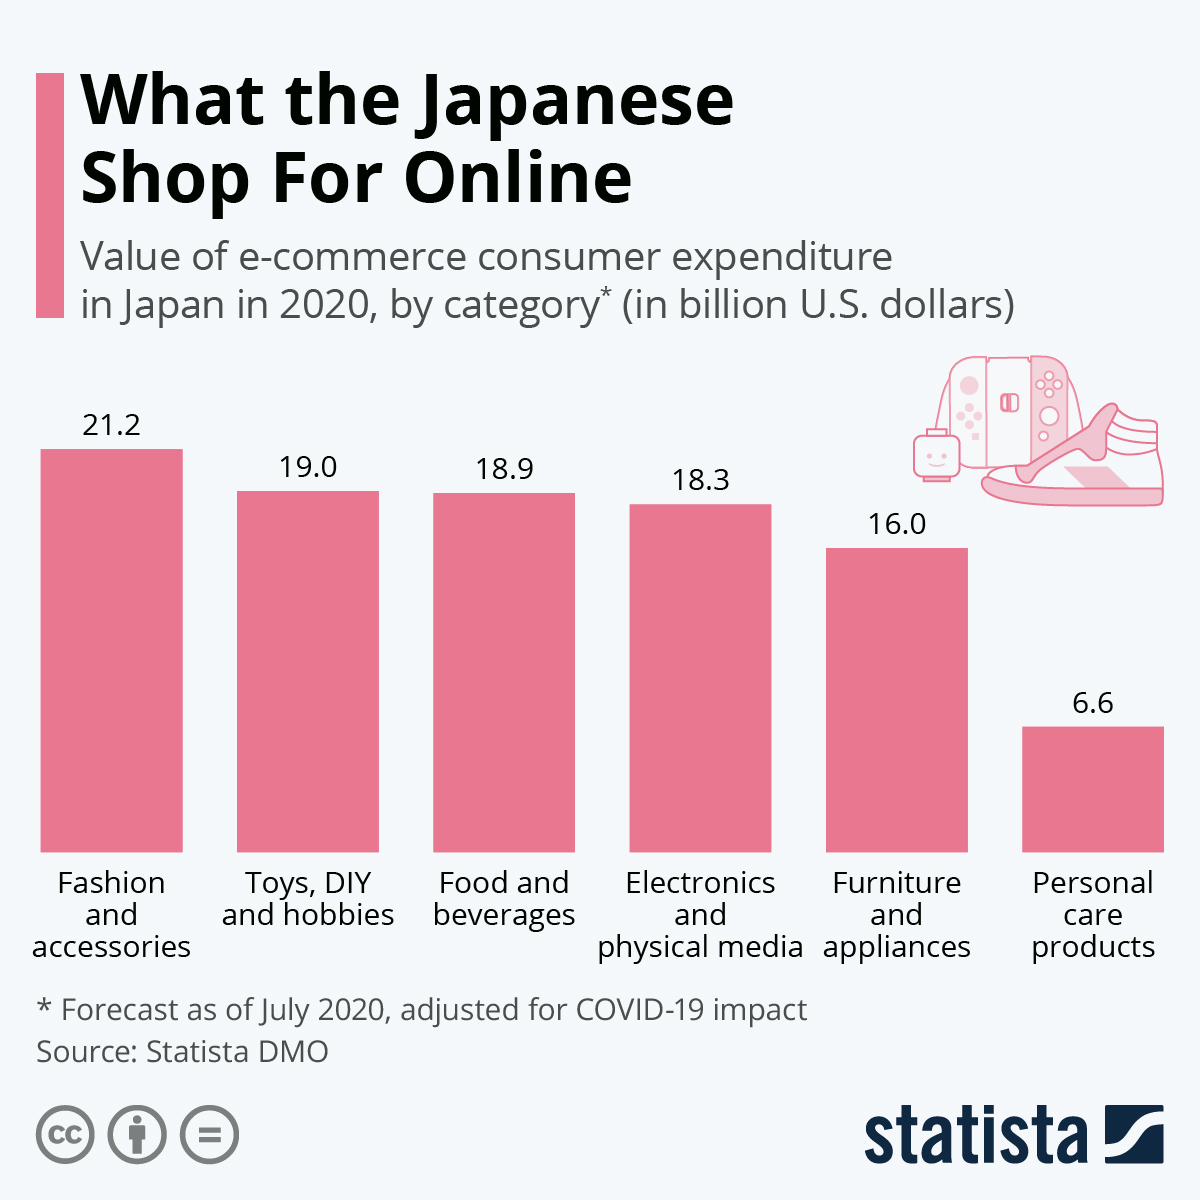 What the Japanese
Shop For Online
Value of e-commerce consumer expenditure
in Japan in 2020, by category* (in billion U.S. dollars)
21.2
19.0
18.9
18.3
16.0
6.6
Fashion
and
accessories
Toys, DIY
and hobbies
Food and
beverages
Electronics
and
physical media
Furniture
and
appliances
Personal
care
products
* Forecast as of July 2020, adjusted for COVID-19 impact
Source: Statista DMO
cc
statista